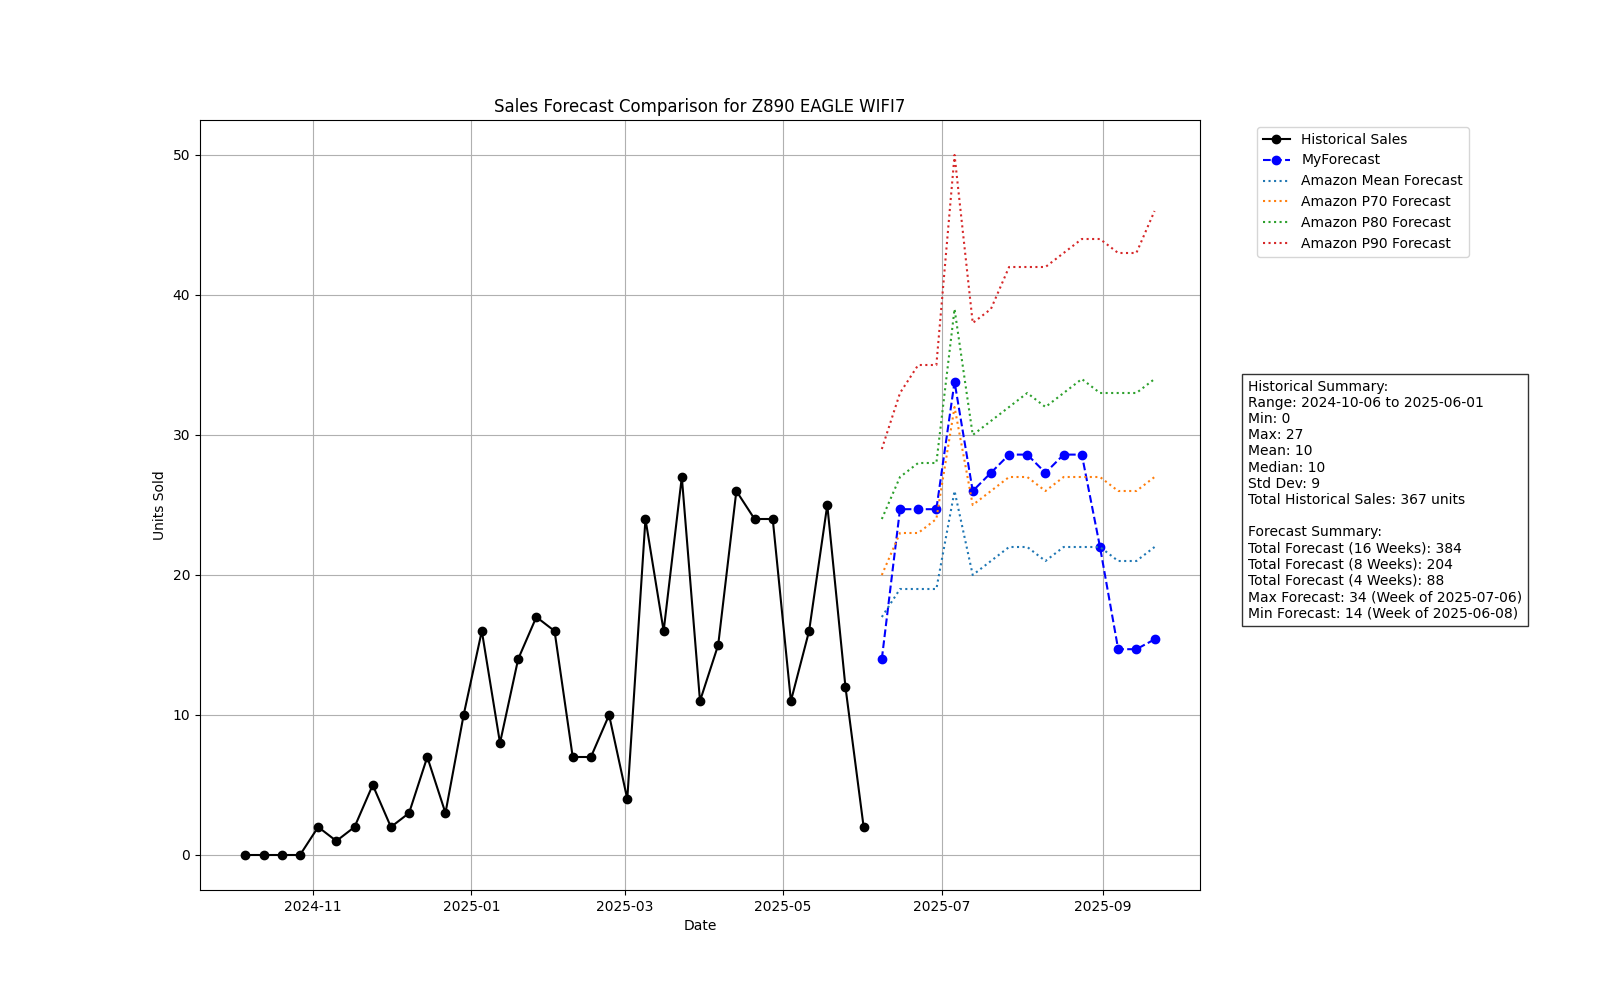 Sales Forecast Comparison for Z890 EAGLE WIFI7
Units Sold
50
40
30
20
10
0
2024-11
2025-01
2025-03
2025-05
2025-07
2025-09
Date
Historical Sales
MyForecast
Amazon Mean Forecast
Amazon P70 Forecast
Amazon P80 Forecast
Amazon P90 Forecast
Historical Summary:
Range: 2024-10-06 to 2025-06-01
Min: 0
Max: 27
Mean: 10
Median: 10
Std Dev: 9
Total Historical Sales: 367 units
Forecast Summary:
Total Forecast (16 Weeks): 384
Total Forecast (8 Weeks): 204
Total Forecast (4 Weeks): 88
Max Forecast: 34 (Week of 2025-07-06)
Min Forecast: 14 (Week of 2025-06-08)